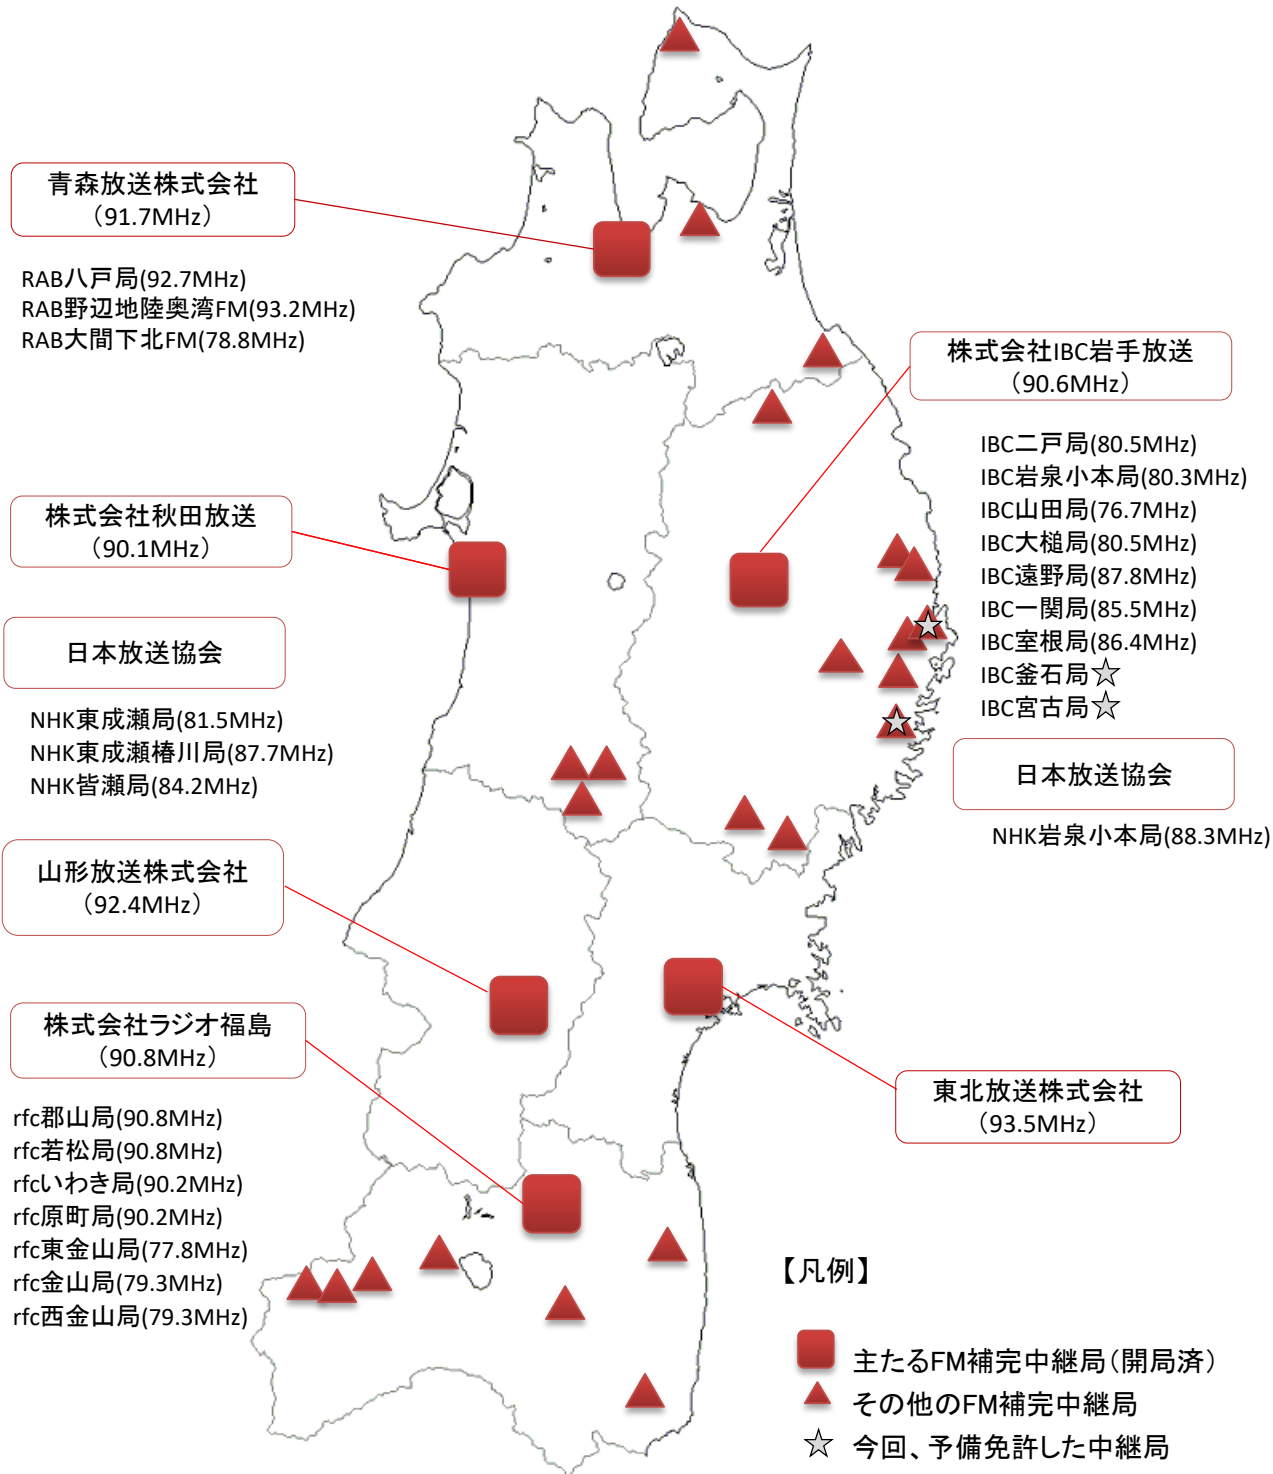 青森放送株式会社
（91.7MHz）
RAB八戸局(92.7MHz)
RAB野辺地陸奥湾FM(93.2MHz)
RAB大間下北FM(78.8MHz)
株式会社IBC岩手放送
（90.6MHz）
IBC二戸局(80.5MHz)
IBC岩泉小本局(80.3MHz)
IBC山田局(76.7MHz)
IBC大槌局(80.5MHz)
IBC遠野局(87.8MHz)
IBC一関局(85.5MHz)
IBC室根局(86.4MHz)
IBC釜石局☆
IBC宮古局☆
日本放送協会
NHK岩泉小本局(88.3MHz)
株式会社秋田放送
（90.1MHz）
日本放送協会
NHK東成瀬局(81.5MHz)
NHK東成瀬椿川局(87.7MHz)
NHK皆瀬局(84.2MHz)
山形放送株式会社
（92.4MHz）
株式会社ラジオ福島
（90.8MHz）
rfc郡山局(90.8MHz)
rfc若松局(90.8MHz)
rfcいわき局(90.2MHz)
rfc原町局(90.2MHz)
rfc東金山局(77.8MHz)
rfc金山局(79.3MHz)
rfc西金山局(79.3MHz)
東北放送株式会社
（93.5MHz）
【凡例】
主たるFM補完中継局（開局済）
その他のFM補完中継局
☆ 今回、予備免許した中継局